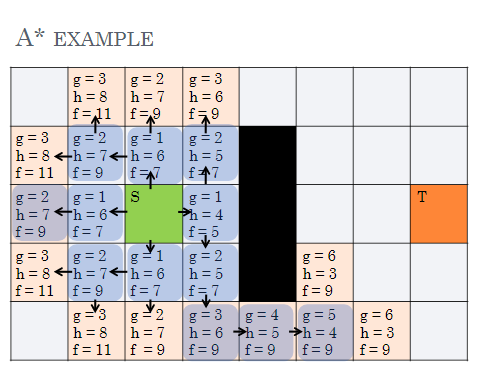 A* EXAMPLE
g = 3
h = 8
f = 11
g = 2
h = 7
f = 9
g = 3
h = 6
f = 9
g = 3
h = 8
f = 11
g = 2
h = 7
f = 9
g = 1
h = 6
f = 7
g = 2
h = 5
f = 7
g = 2
h = 7
f = 9
g = 1
h = 6
f = 7
S
g = 1
h = 4
f = 5
T
g = 3
h = 8
f = 11
g = 2
h = 7
f = 9
g = 1
h = 6
f = 7
g = 2
h = 5
f = 7
g = 6
h = 3
f = 9
g = 3
h = 8
f = 11
g = 2
h = 7
f = 9
g = 3
h = 6
f = 9
g = 4
h = 5
f = 9
g = 5
h = 4
f = 9
g = 6
h = 3
f = 9